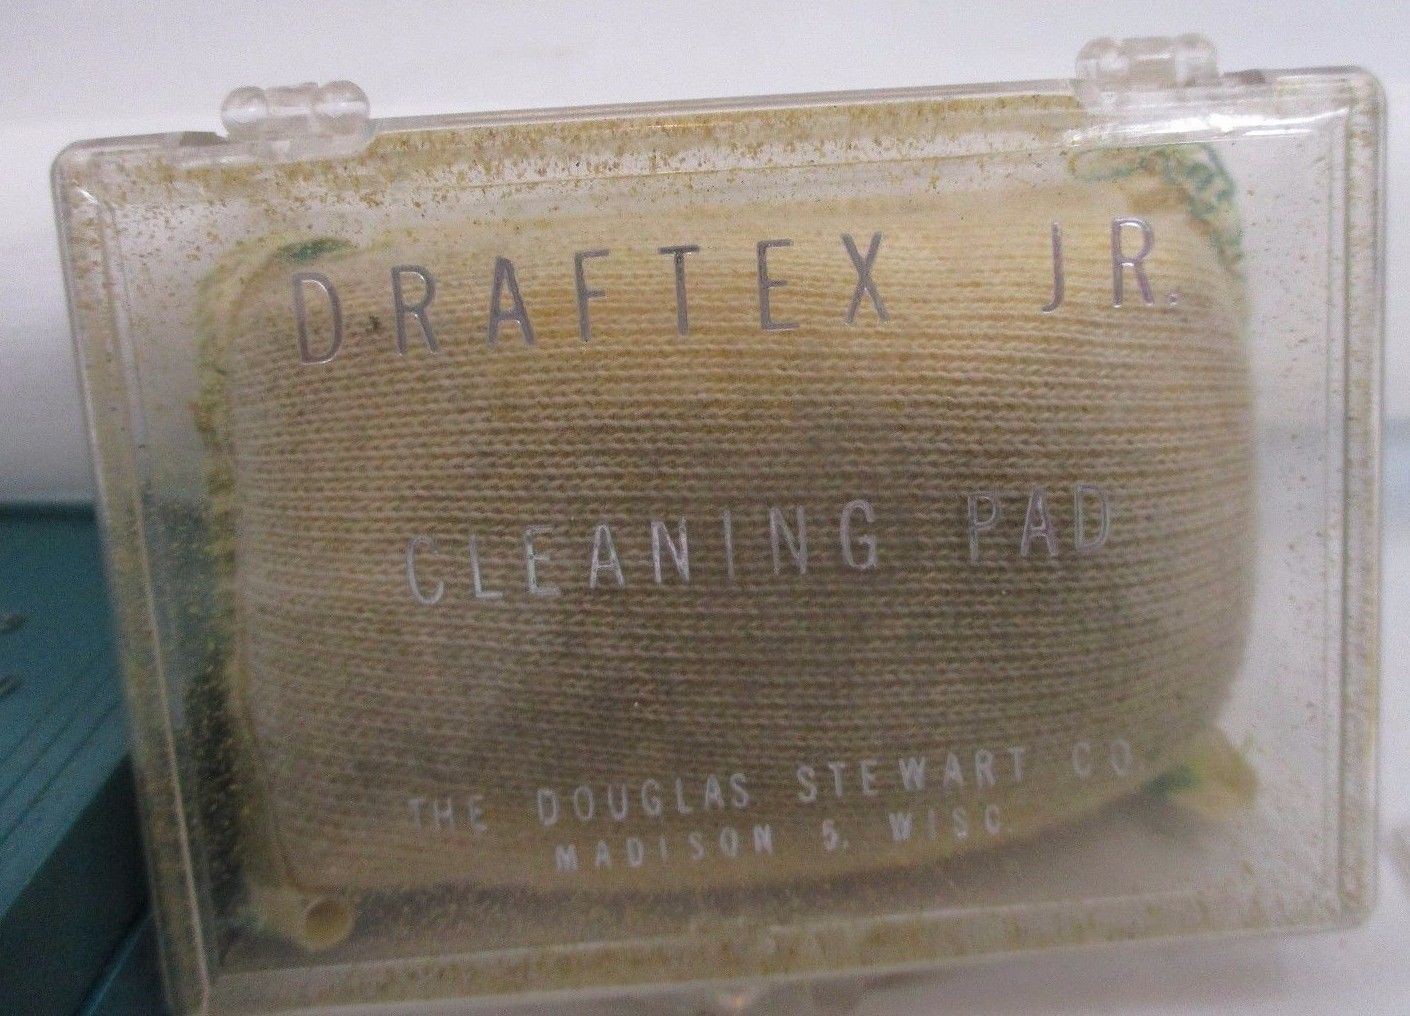 DRAFTEX JR.
CLEANING PAD
THE DOUGLAS STEWART CO.
MADISON 5, WISC.